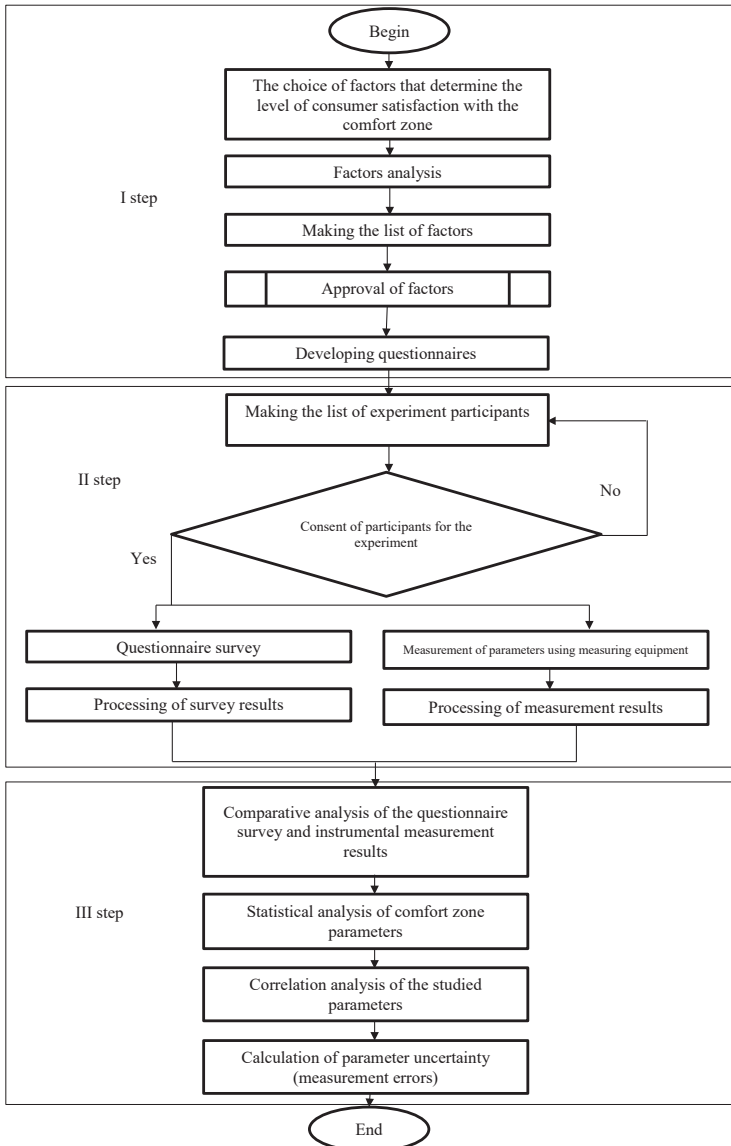 Begin
The choice of factors that determine the
level of consumer satisfaction with the
comfort zone
Factors analysis
I step
Making the list of factors
Approval of factors
Developing questionnaires
Making the list of experiment participants
II step
No
Consent of participants for the
experiment
Yes
Questionnaire survey
Measurement of parameters using measuring equipment
Processing of survey results
Processing of measurement results
Comparative analysis of the questionnaire
survey and instrumental measurement
results
III step
Statistical analysis of comfort zone
parameters
Correlation analysis of the studied
parameters
Calculation of parameter uncertainty
(measurement errors)
End